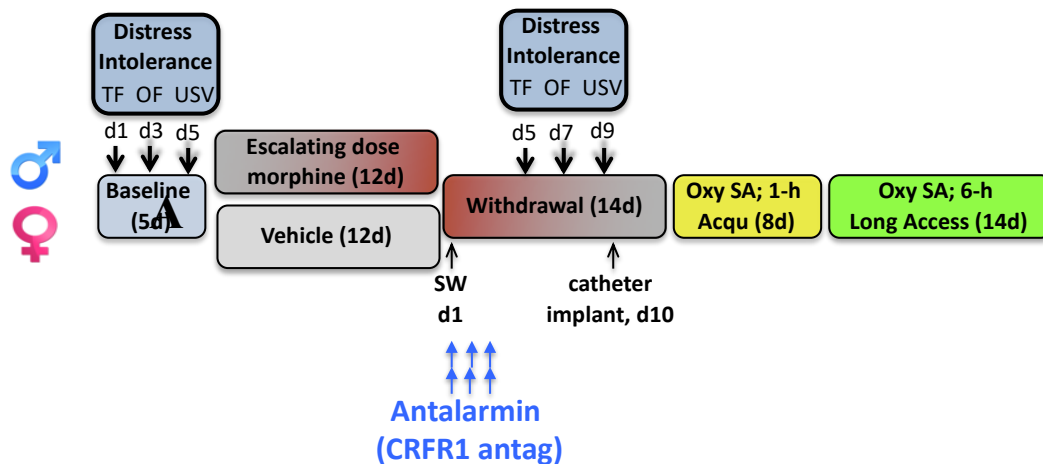 Distress
Intolerance
TF OF USV
d1 d3 d5
Distress
Intolerance
TF OF USV
d5 d7 d9
Escalating dose
morphine (12d)
Vehicle (12d)
Baseline
(5d)
A
Withdrawal (14d)
Oxy SA; 1-h
Acqu (8d)
Oxy SA; 6-h
Long Access (14d)
SW
d1
catheter
implant, d10
Antalarmin
(CRFR1 antag)